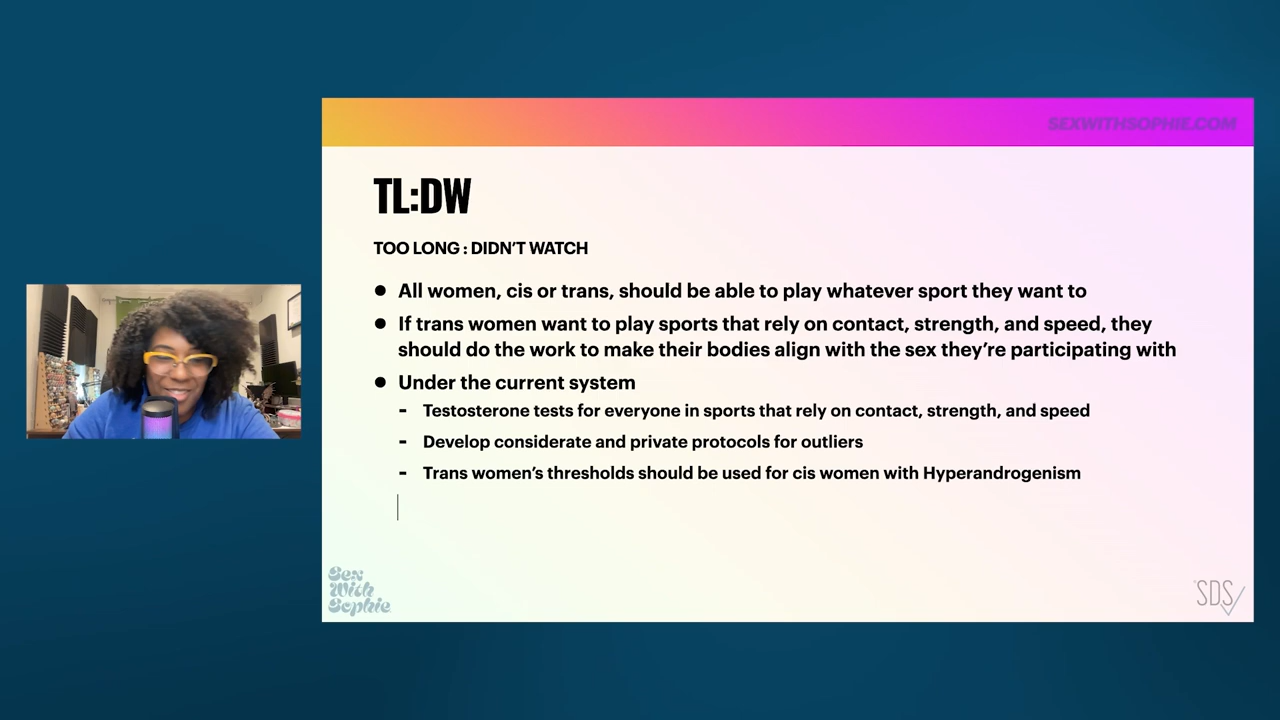 SEXWITHSOPHIE.COM
TL:DW
TOO LONG : DIDN'T WATCH
● All women, cis or trans, should be able to play whatever sport they want to
● If trans women want to play sports that rely on contact, strength, and speed, they
should do the work to make their bodies align with the sex they're participating with
● Under the current system
- Testosterone tests for everyone in sports that rely on contact, strength, and speed
- Develop considerate and private protocols for outliers
- Trans women's thresholds should be used for cis women with Hyperandrogenism
Sex
With
Sophie
SDS